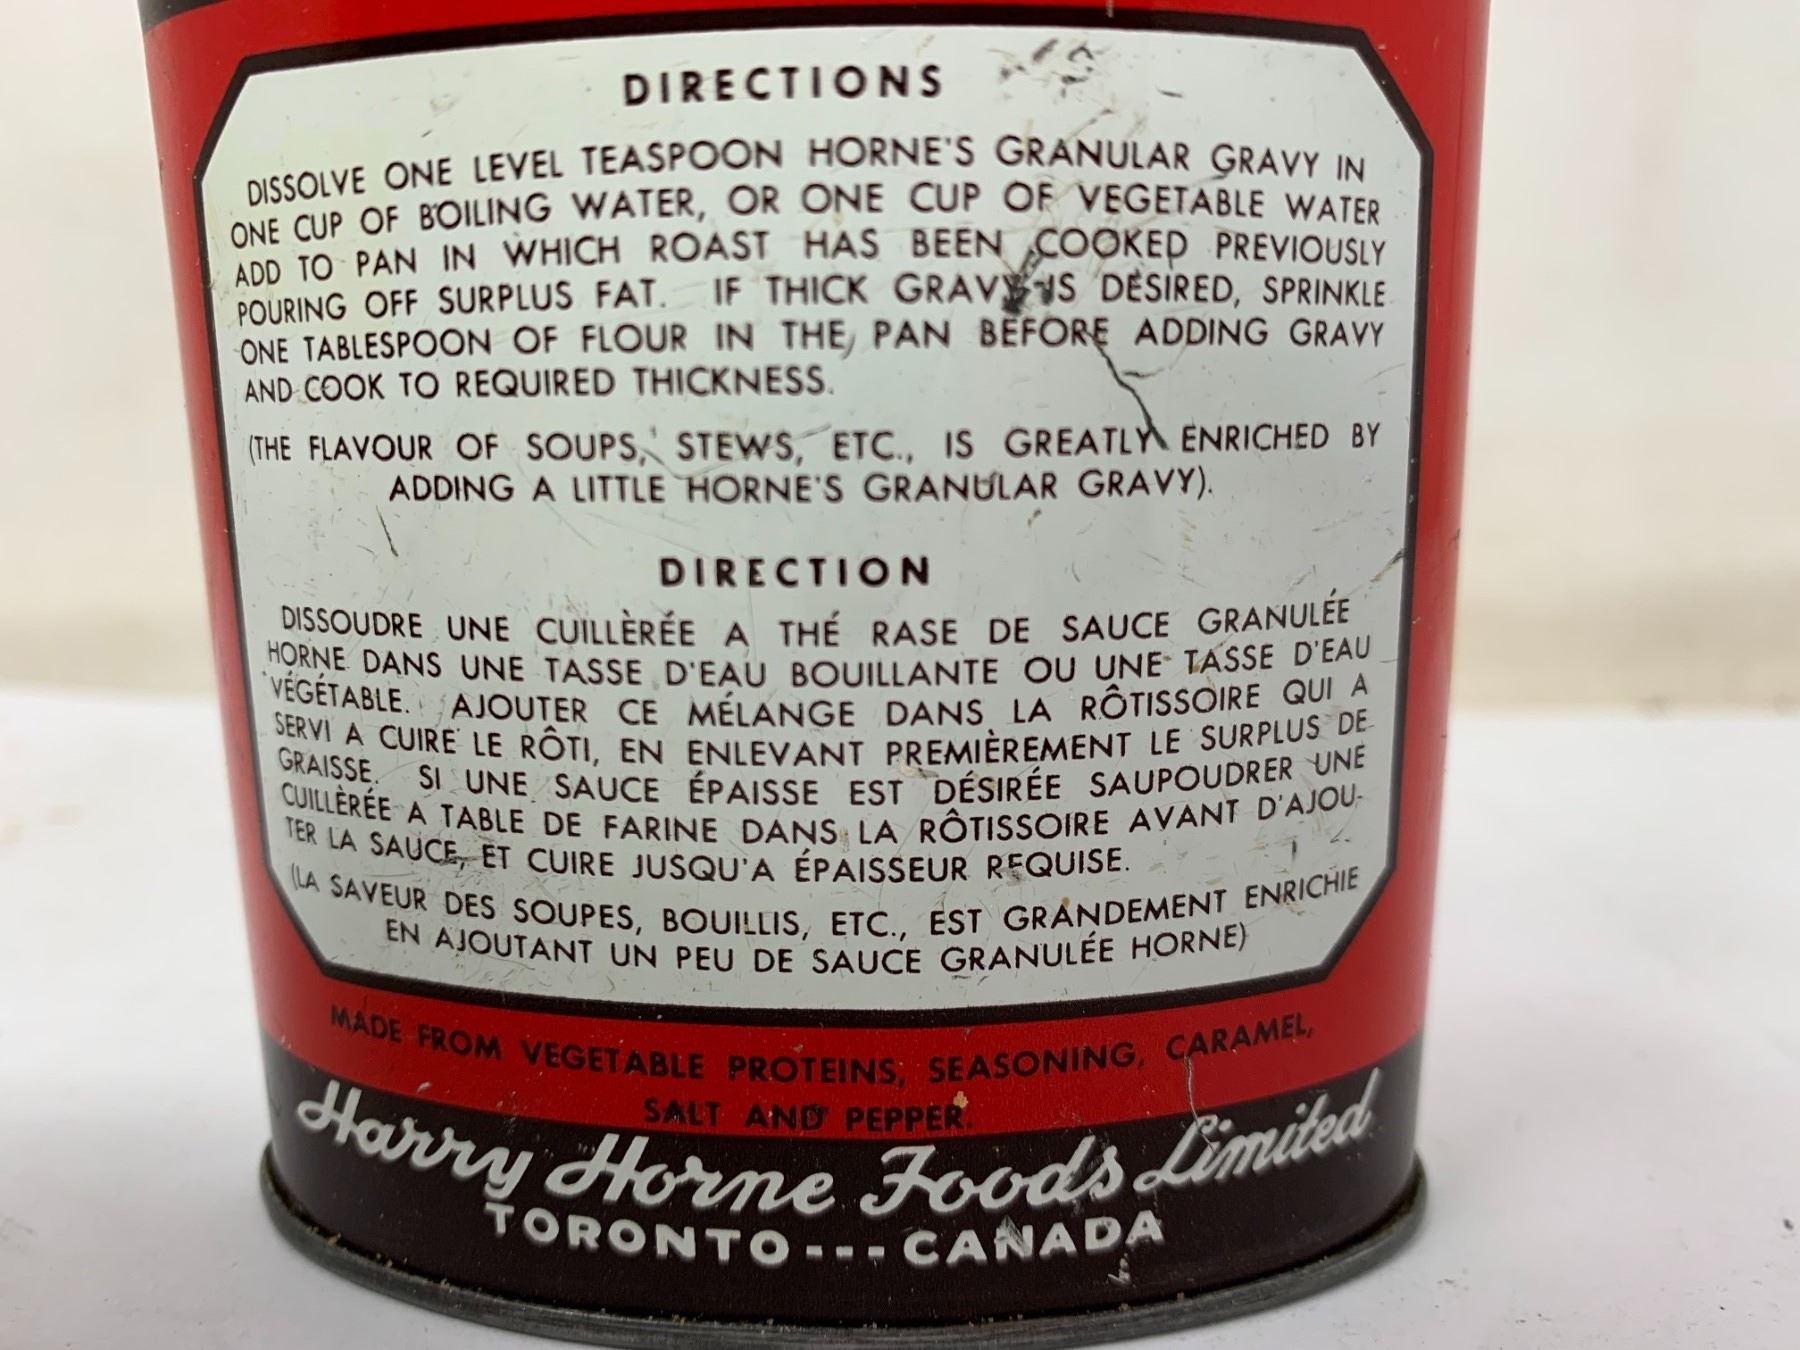 DIRECTIONS
DISSOLVE ONE LEVEL TEASPOON HORNE'S GRANULAR GRAVY IN
ONE CUP OF BOILING WATER, OR ONE CUP OF VEGETABLE WATER
ADD TO PAN IN WHICH ROAST HAS BEEN COOKED PREVIOUSLY
POURING OFF SURPLUS FAT. IF THICK GRAVY IS DESIRED, SPRINKLE
ONE TABLESPOON OF FLOUR IN THE PAN BEFORE ADDING GRAVY
AND COOK TO REQUIRED THICKNESS.
(THE FLAVOUR OF SOUPS, STEWS, ETC., IS GREATLY ENRICHED BY
ADDING A LITTLE HORNE'S GRANULAR GRAVY).
DIRECTION
DISSOUDRE UNE CUILLÈRÉE A THÉ RASE DE SAUCE GRANULÉE
HORNE DANS UNE TASSE D'EAU BOUILLANTE OU UNE TASSE D'EAU
VÉGÉTABLE. AJOUTER CE MÉLANGE DANS LA RÔTISSOIRE QUI A
SERVI A CUIRE LE RÔTI, EN ENLEVANT PREMIÈREMENT LE SURPLUS DE
GRAISSE. SI UNE SAUCE ÉPAISSE EST DÉSIRÉE SAUPOUDRER UNE
CUILLÈRÉE A TABLE DE FARINE DANS LA RÔTISSOIRE AVANT D'AJOU-
TER LA SAUCE, ET CUIRE JUSQU'A ÉPAISSEUR REQUISE.
(LA SAVEUR DES SOUPES, BOUILLIS, ETC., EST GRANDEMENT ENRICHIE
EN AJOUTANT UN PEU DE SAUCE GRANULÉE HORNE)
MADE FROM VEGETABLE PROTEINS, SEASONING, CARAMEL,
SALT AND PEPPER.
Harry Horne Foods Limited
TORONTO --- CANADA